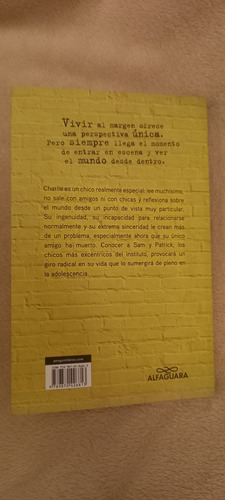 Vivir al margen ofrece
una perspectiva única.
Pero siempre llega el momento
de entrar en escena y ver
el mundo desde dentro.
Charlie es un chico realmente especial: lee muchísimo,
no sale con amigos ni con chicas y reflexiona sobre
el mundo desde un punto de vista muy particular.
Su ingenuidad, su incapacidad para relacionarse
normalmente y su extrema sinceridad le crean más
de un problema, especialmente ahora que su único
amigo ha muerto. Conocer a Sam y Patrick, los
chicos más excéntricos del instituto, provocará un
giro radical en su vida que lo sumergirá de pleno en
la adolescencia.
ALFAGUARA